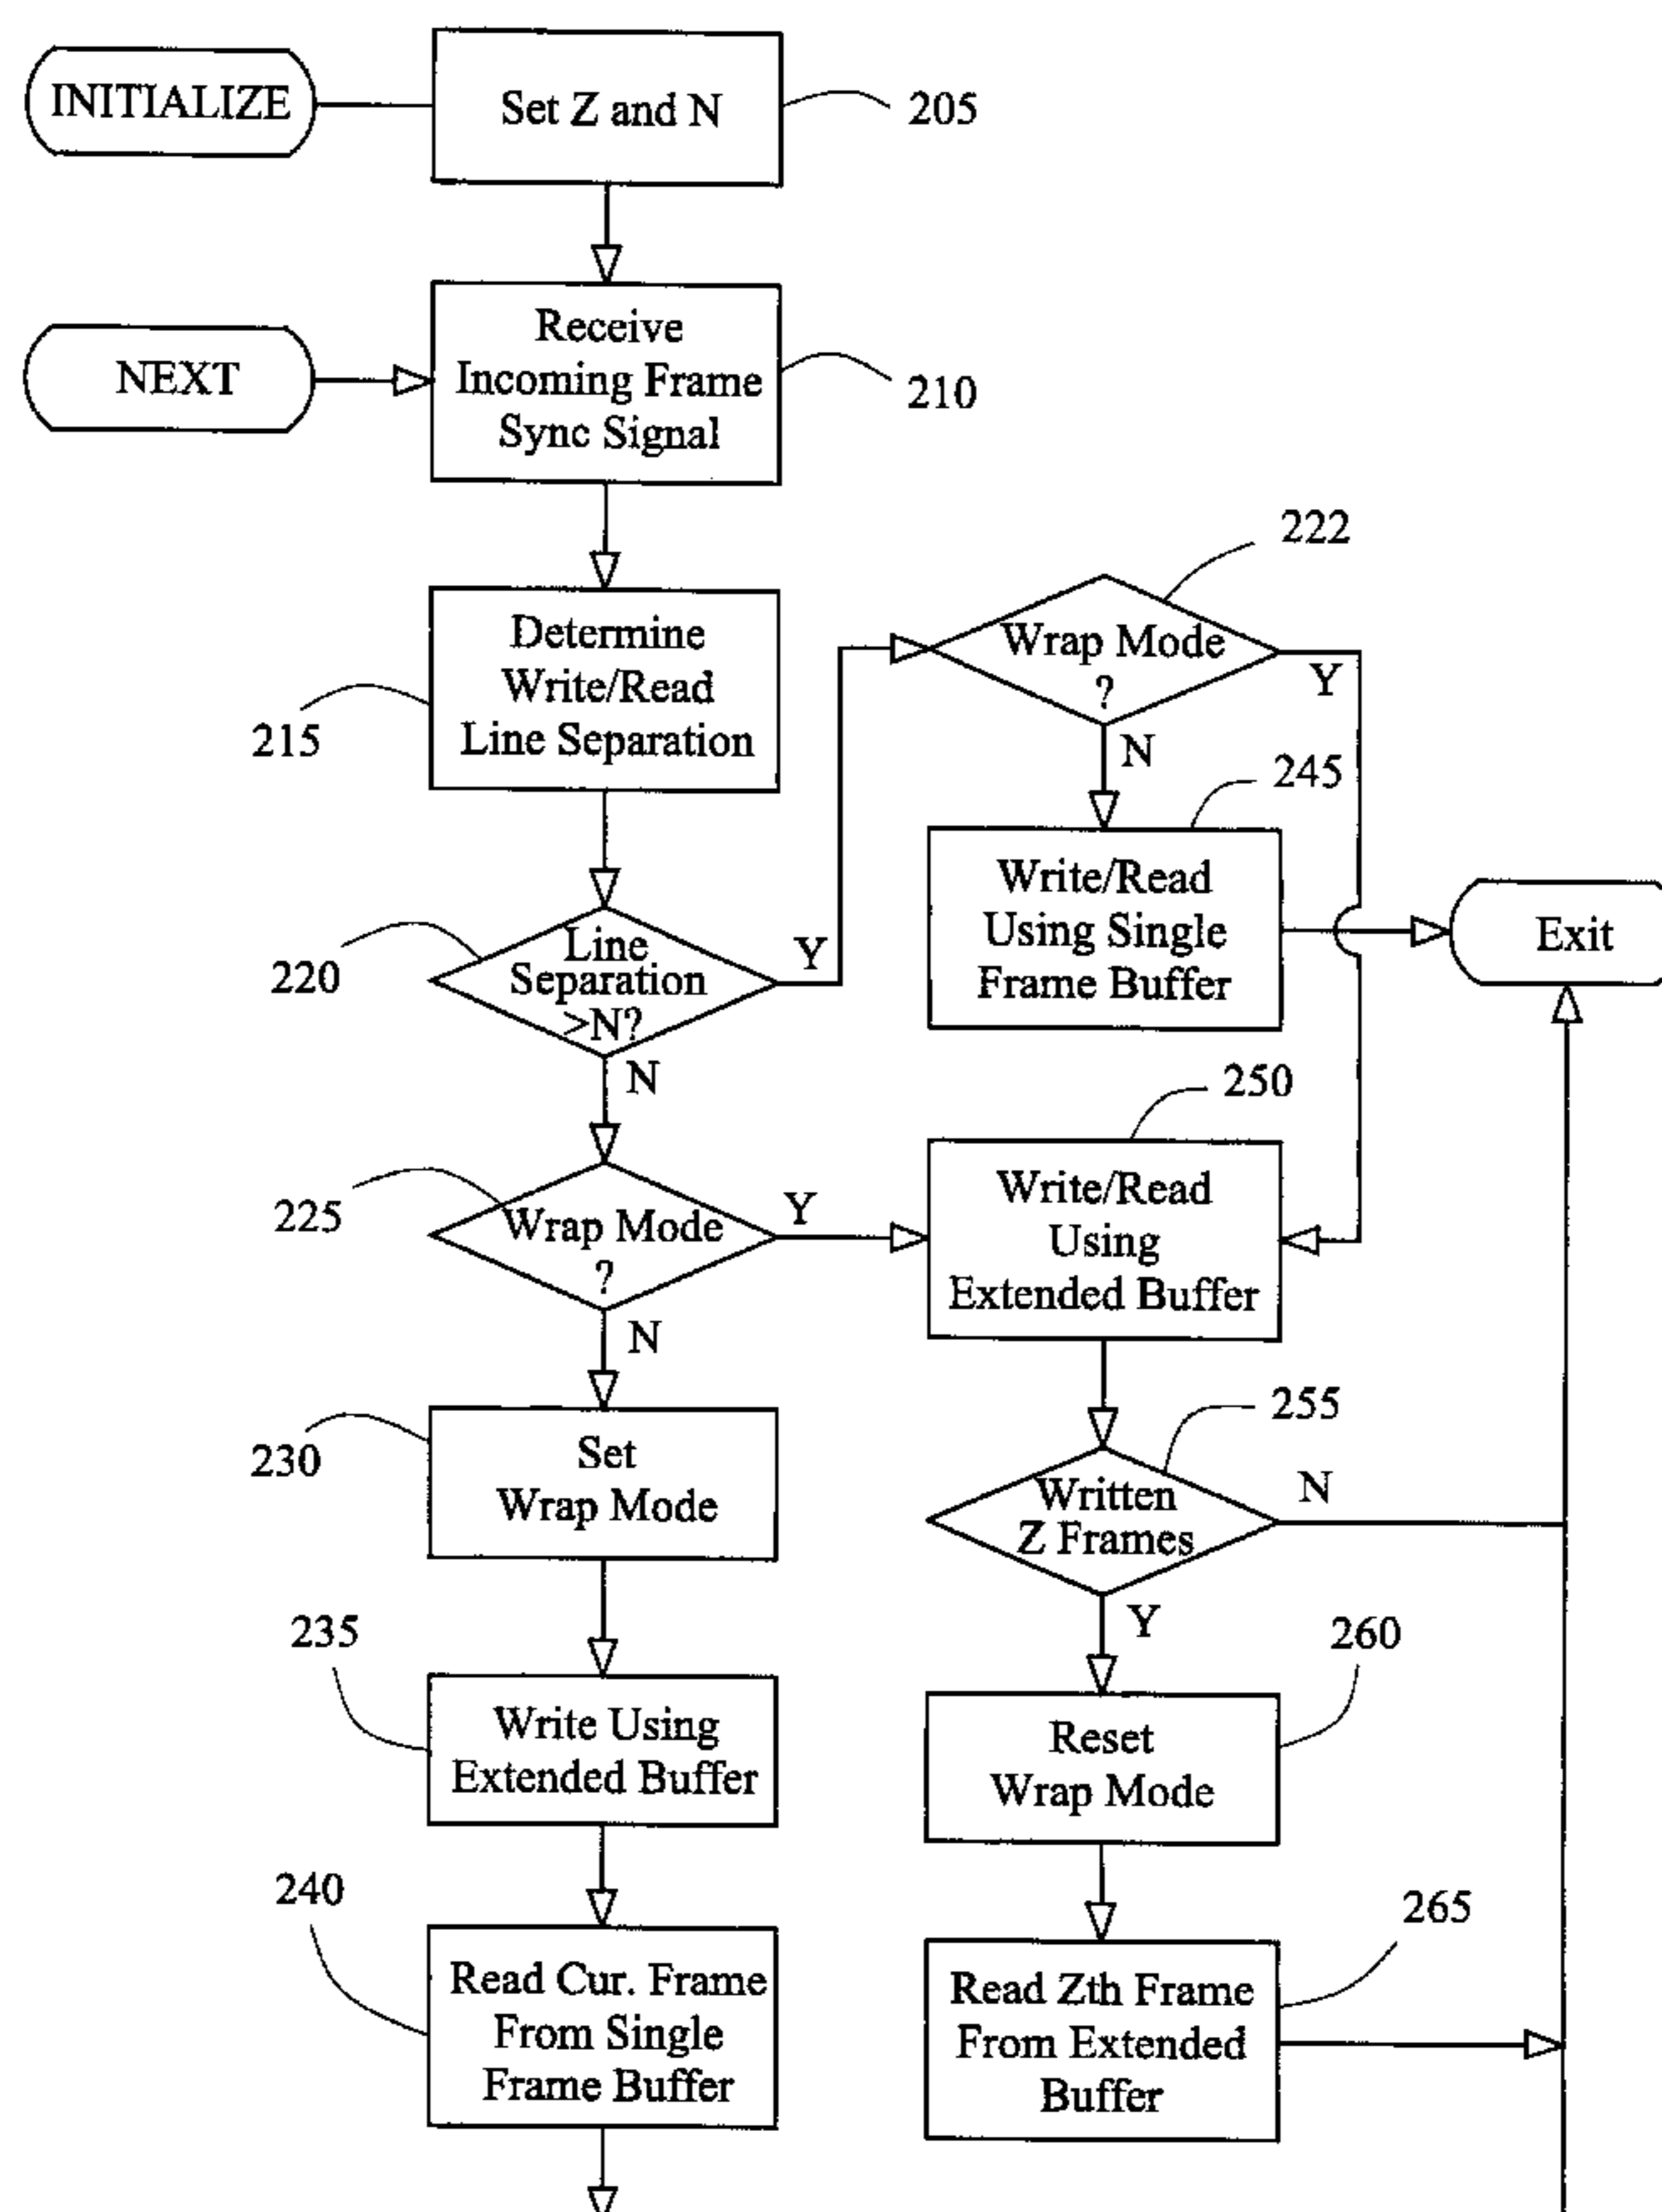 INITIALIZE
Set Z and N
205
NEXT
Receive
Incoming Frame
Sync Signal
210
Determine
Write/Read
Line Separation
215
222
Wrap Mode
?
Y
N
245
Write/Read
Using Single
Frame Buffer
Exit
220
Line
Separation
>N?
Y
N
225
Wrap Mode
?
Y
N
250
Write/Read
Using
Extended Buffer
230
Set
Wrap Mode
255
Written
Z Frames
N
Y
235
Write Using
Extended Buffer
260
Reset
Wrap Mode
240
Read Cur. Frame
From Single
Frame Buffer
265
Read Zth Frame
From Extended
Buffer